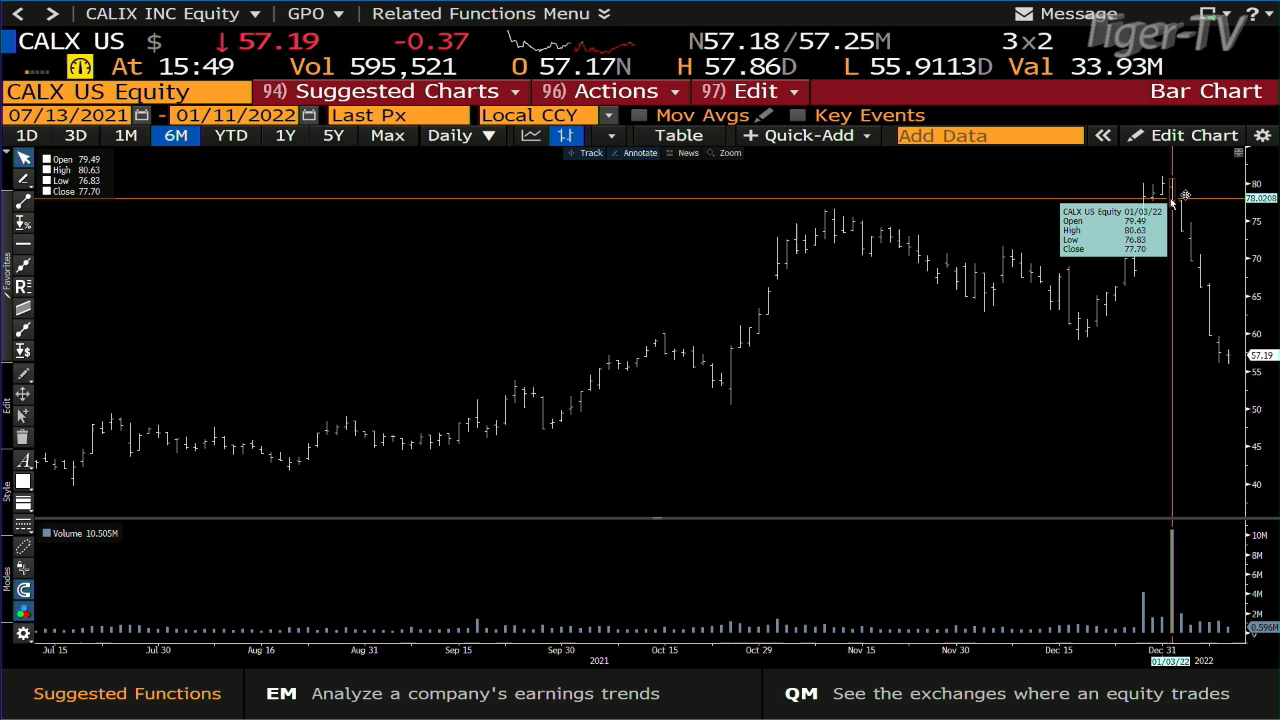 CALIX INC Equity GPO Related Functions Menu Message ?
Tiger-TV
CALX US $ ↓57.19 -0.37 N57.18/57.25M 3x2
At 15:49 Vol 595,521 O 57.17N H 57.86D L 55.9113D Val 33.93M
CALX US Equity 94) Suggested Charts 96) Actions 97) Edit Bar Chart
07/13/2021 - 01/11/2022 Last Px Local CCY Mov Avgs Key Events
1D 3D 1M 6M YTD 1Y 5Y Max Daily ▼ Table + Quick-Add Add Data « Edit Chart
Track Annotate News Zoom
Open 79.49
High 80.63
Low 76.83
Close 77.70
CALX US Equity 01/03/22
Open 79.49
High 80.63
Low 76.83
Close 77.70
80
78.0208
75
70
65
60
57.19
55
50
45
40
Favorites
Edit
Style
Modes
Volume 10.505M
10M
8M
6M
4M
2M
0.596M
Jul 15 Jul 30 Aug 16 Aug 31 Sep 15 Sep 30 Oct 15 Oct 29 Nov 15 Nov 30 Dec 15 Dec 31
2021 01/03/22 2022
Suggested Functions EM Analyze a company's earnings trends QM See the exchanges where an equity trades